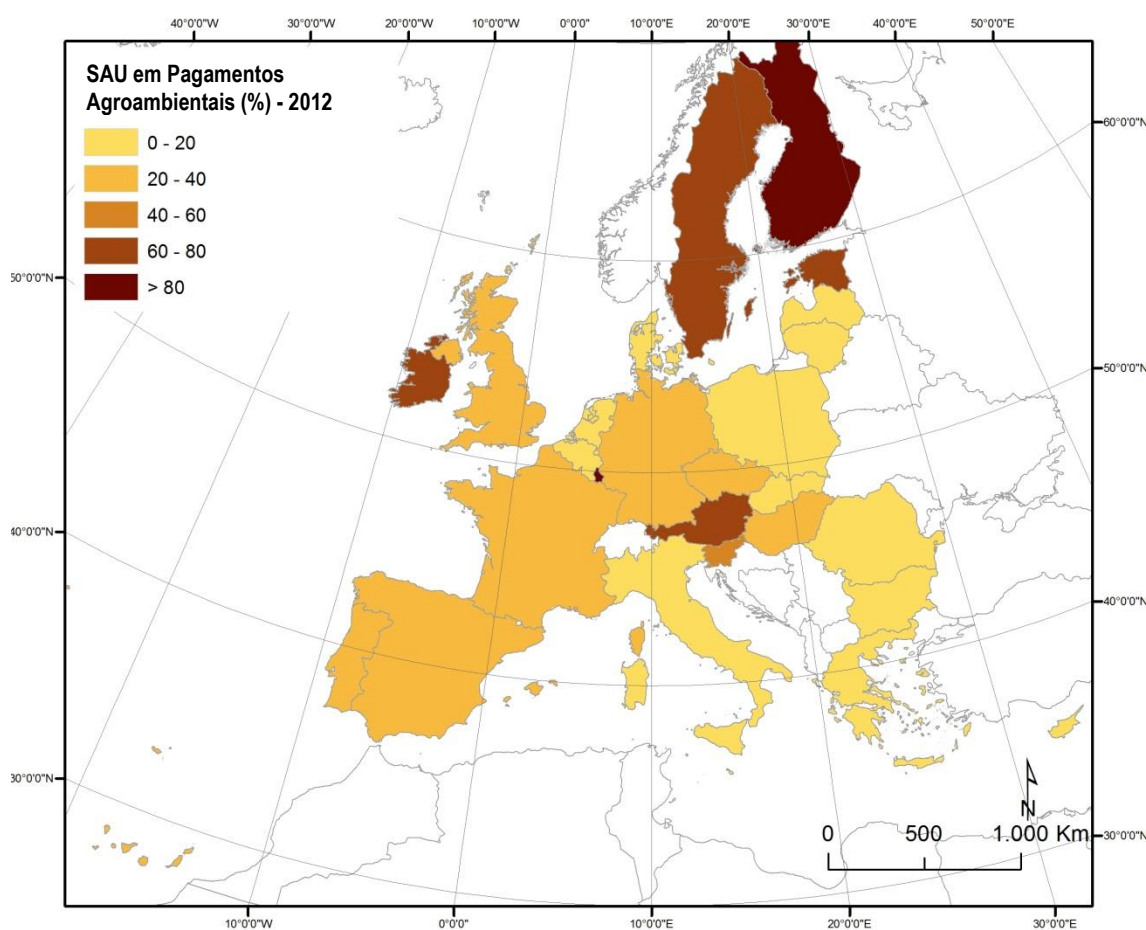 40°0'0"W 30°0'0"W 20°0'0"W 10°0'0"W 0°0'0" 10°0'0"E 20°0'0"E 30°0'0"E 40°0'0"E 50°0'0"E
SAU em Pagamentos
Agroambientais (%) - 2012
0 - 20
20 - 40
40 - 60
60 - 80
> 80
60°0'0"N
50°0'0"N
50°0'0"N
40°0'0"N
40°0'0"N
30°0'0"N
30°0'0"N
N
0 500 1.000 Km
10°0'0"W 0°0'0" 10°0'0"E 20°0'0"E 30°0'0"E